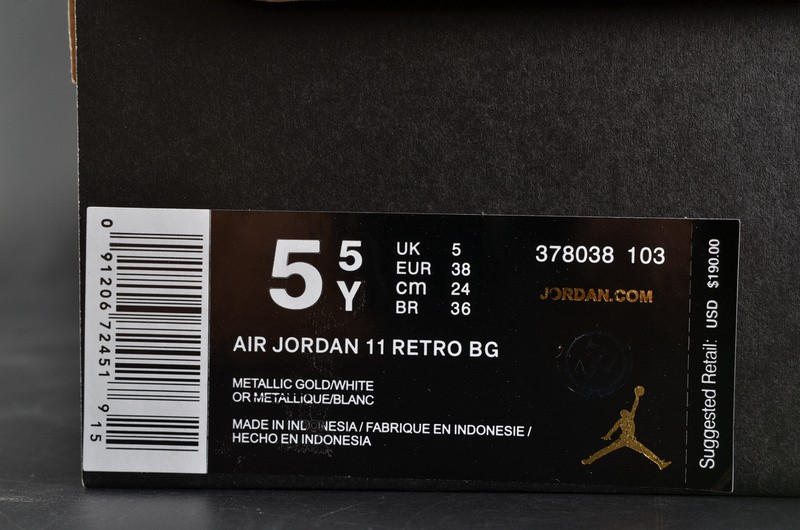 0 91206 72451 9 15
5 5Y
UK 5
EUR 38
cm 24
BR 36
378038 103
JORDAN.COM
AIR JORDAN 11 RETRO BG
METALLIC GOLD/WHITE
OR METALLIQUE/BLANC
MADE IN INDONESIA / FABRIQUE EN INDONESIE /
HECHO EN INDONESIA
Suggested Retail: USD $190.00